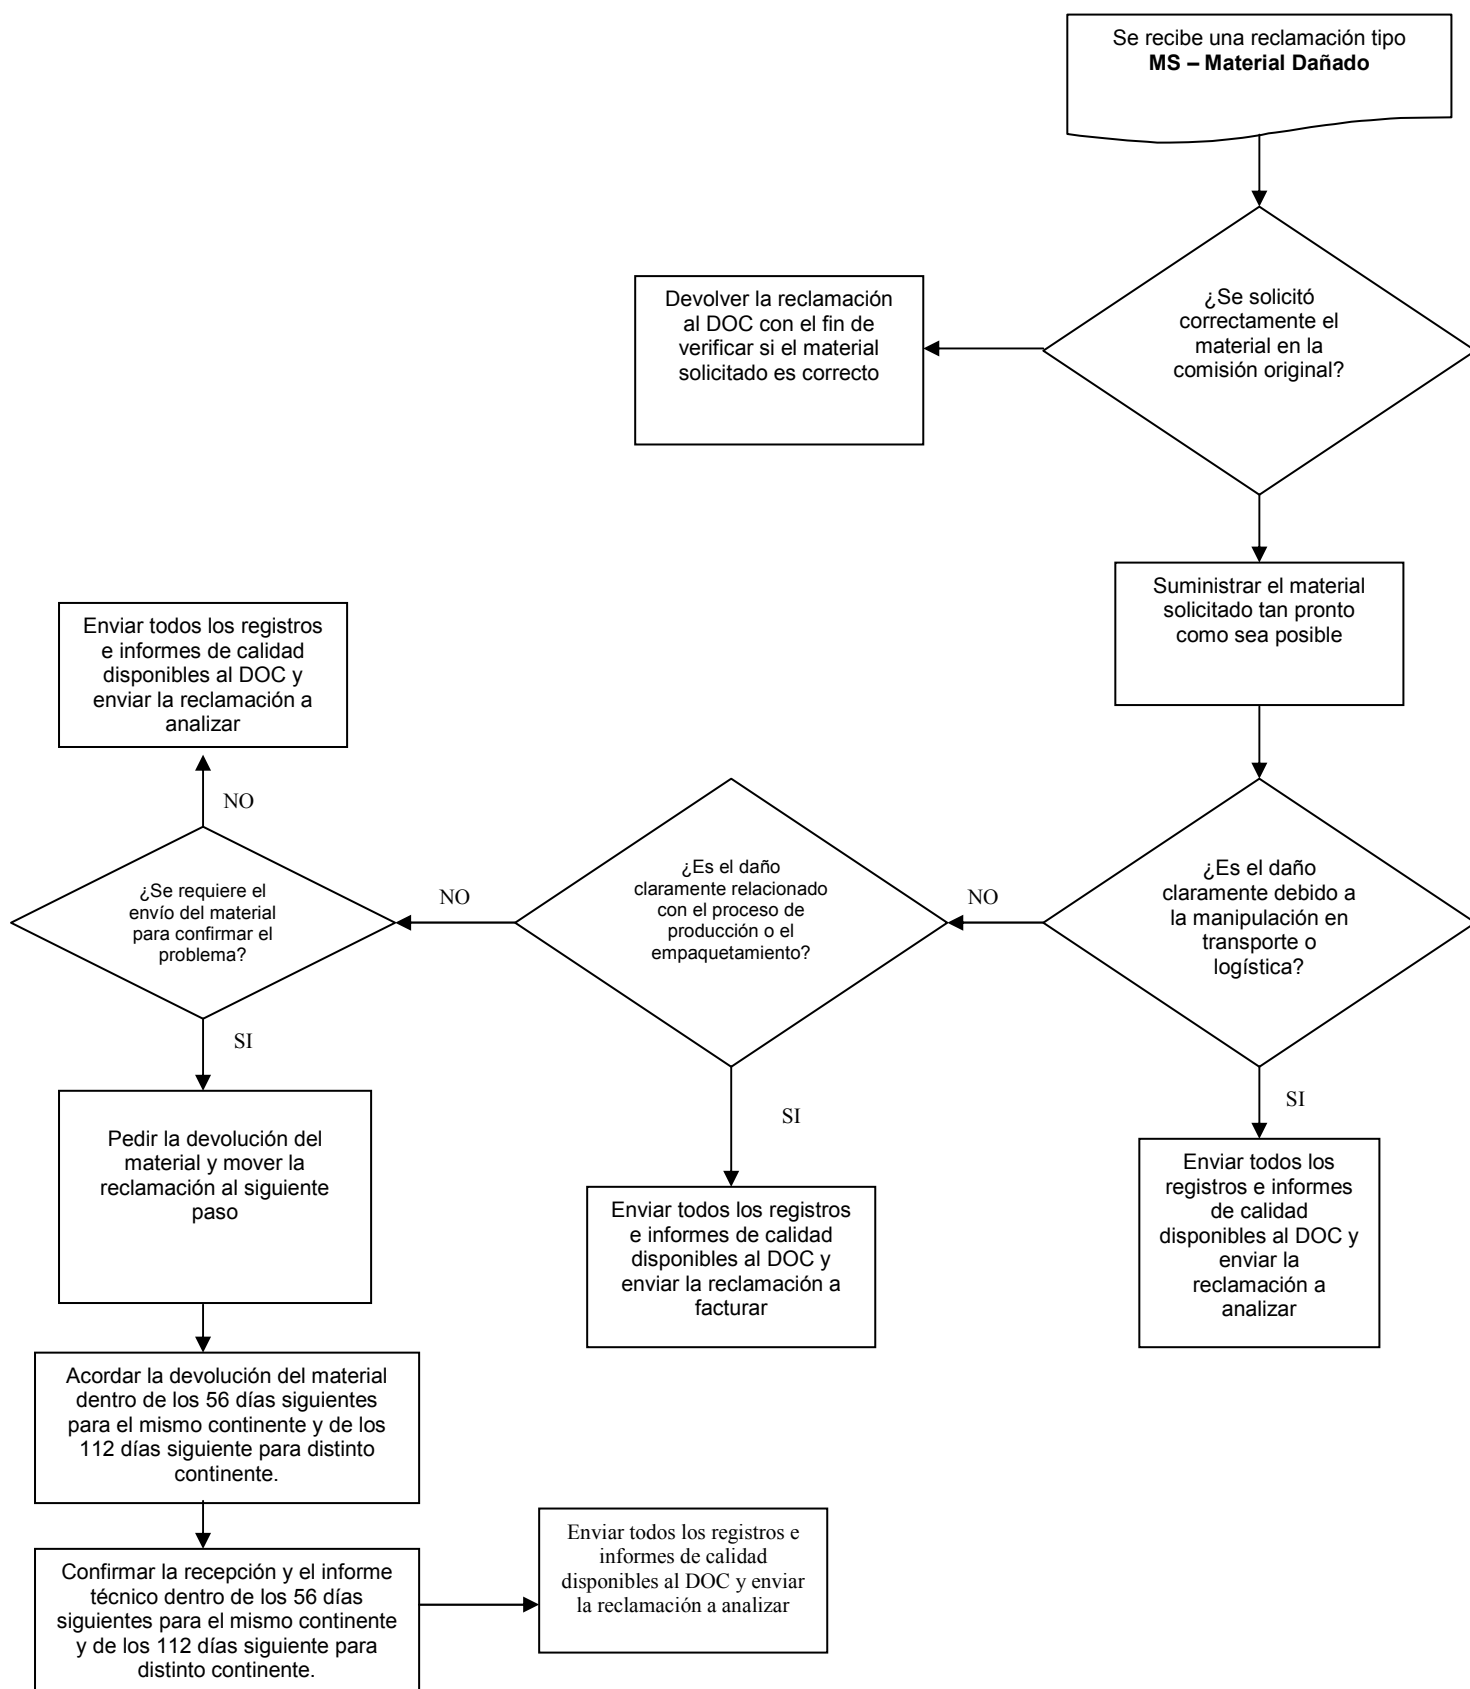 Se recibe una reclamación tipo
MS – Material Dañado
¿Se solicitó
correctamente el
material en la
comisión original?
Devolver la reclamación
al DOC con el fin de
verificar si el material
solicitado es correcto
Suministrar el material
solicitado tan pronto
como sea posible
¿Es el daño
claramente debido a
la manipulación en
transporte o
logística?
SI
Enviar todos los
registros e informes
de calidad
disponibles al DOC y
enviar la
reclamación a
analizar
NO
¿Es el daño
claramente relacionado
con el proceso de
producción o el
empaquetamiento?
SI
Enviar todos los registros
e informes de calidad
disponibles al DOC y
enviar la reclamación a
facturar
NO
¿Se requiere el
envío del material
para confirmar el
problema?
NO
Enviar todos los registros
e informes de calidad
disponibles al DOC y
enviar la reclamación a
analizar
SI
Pedir la devolución del
material y mover la
reclamación al siguiente
paso
Acordar la devolución del material
dentro de los 56 días siguientes
para el mismo continente y de los
112 días siguiente para distinto
continente.
Confirmar la recepción y el informe
técnico dentro de los 56 días
siguientes para el mismo continente
y de los 112 días siguiente para
distinto continente.
Enviar todos los registros e
informes de calidad
disponibles al DOC y enviar
la reclamación a analizar